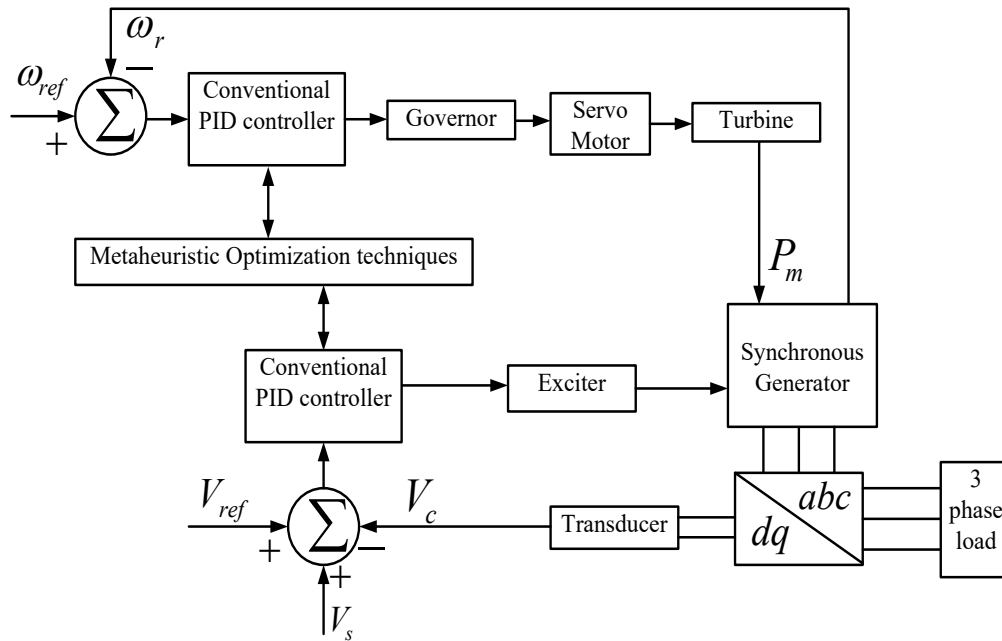 ω_r
ω_ref
−
+
Σ
Conventional
PID controller
Governor
Servo
Motor
Turbine
Metaheuristic Optimization techniques
P_m
Conventional
PID controller
Exciter
Synchronous
Generator
V_ref
+
Σ
−
+
V_c
V_s
Transducer
abc
dq
3
phase
load